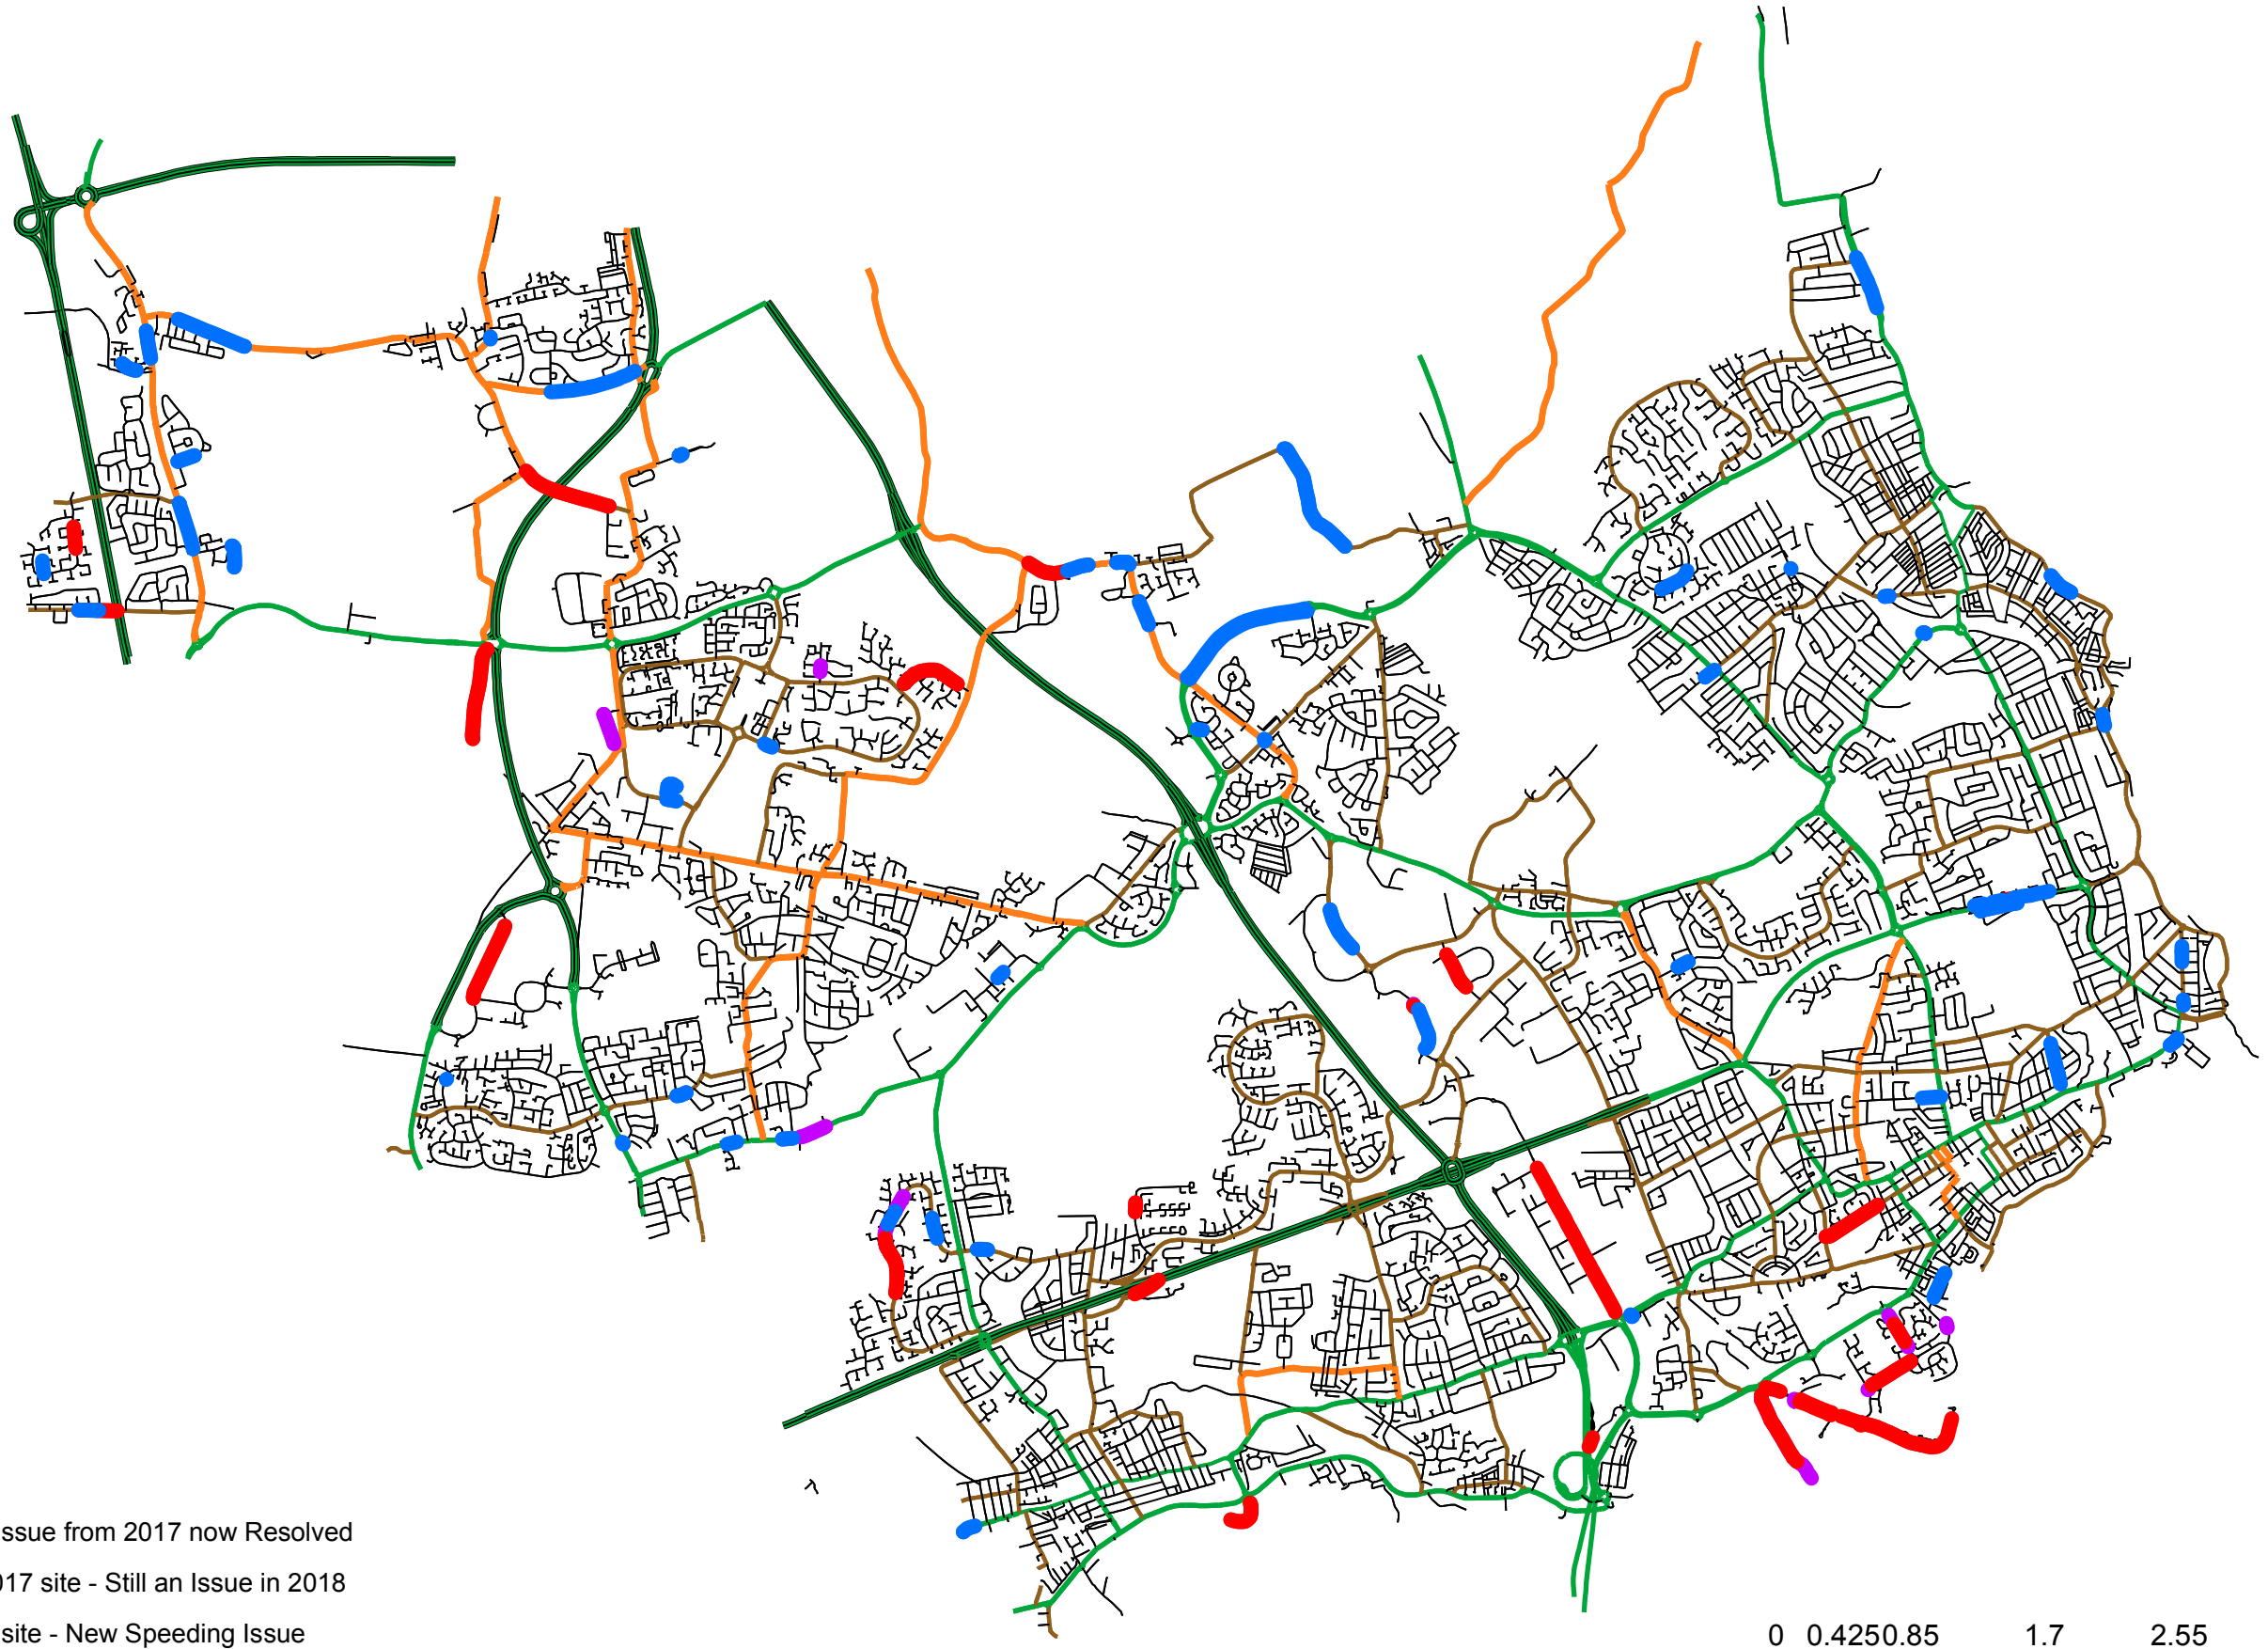 ssue from 2017 now Resolved
017 site - Still an Issue in 2018
site - New Speeding Issue
0 0.4250.85 1.7 2.55